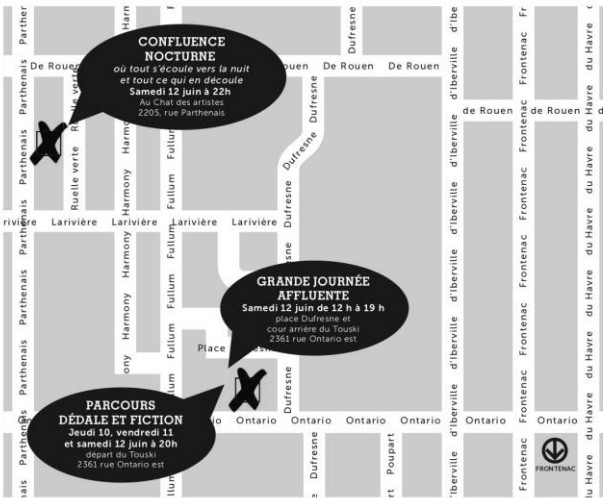 CONFLUENCE
NOCTURNE
où tout s'écoule vers la nuit
et tout ce qui en découle
Samedi 12 juin à 22h
Au Chat des artistes
2205, rue Parthenais
De Rouen
De Rouen De Rouen
de Rouen de Rouen
Parthenais Parthenais Parthenais Parthenais
Ruelle verte
Harmony Harmony Harmony
Fullum Fullum Fullum Fullum
Dufresne
Dufresne Dufresne Dufresne
Dufresne
d'Iberville d'Iberville d'Iberville d'Iberville
Frontenac Frontenac Frontenac Frontenac
du Havre du Havre du Havre du Havre
Larivière Larivière Larivière Larivière
GRANDE JOURNÉE
AFFLUENTE
Samedi 12 juin de 12 h à 19 h
place Dufresne et
cour arrière du Touski
2361 rue Ontario est
Place
PARCOURS
DÉDALE ET FICTION
Jeudi 10, vendredi 11
et samedi 12 juin à 20h
départ du Touski
2361 rue Ontario est
Ontario Ontario Ontario Ontario Ontario Ontario
Dufresne
Poupart
FRONTENAC